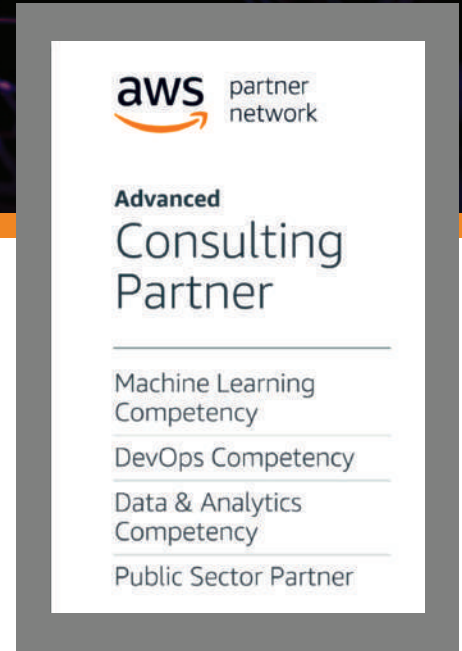 aws partner
network
Advanced
Consulting
Partner
Machine Learning
Competency
DevOps Competency
Data & Analytics
Competency
Public Sector Partner